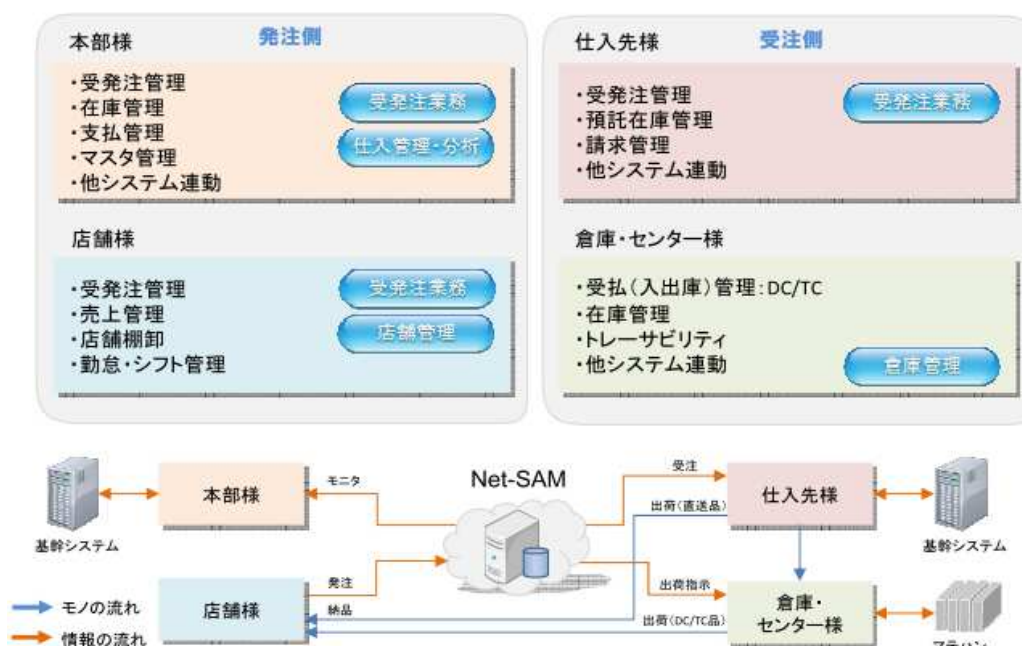 本部様
発注側
・受発注管理
・在庫管理
・支払管理
・マスタ管理
・他システム連動
受発注業務
仕入管理・分析
店舗様
・受発注管理
・売上管理
・店舗棚卸
・勤怠・シフト管理
受発注業務
店舗管理
仕入先様
受注側
・受発注管理
・預託在庫管理
・請求管理
・他システム連動
受発注業務
倉庫・センター様
・受払(入出庫)管理:DC/TC
・在庫管理
・トレーサビリティ
・他システム連動
倉庫管理
基幹システム
本部様
モニタ
Net-SAM
受注
仕入先様
基幹システム
出荷(直送品)
店舗様
発注
納品
出荷指示
出荷(DC/TC品)
倉庫・
センター様
マテハン
モノの流れ
情報の流れ